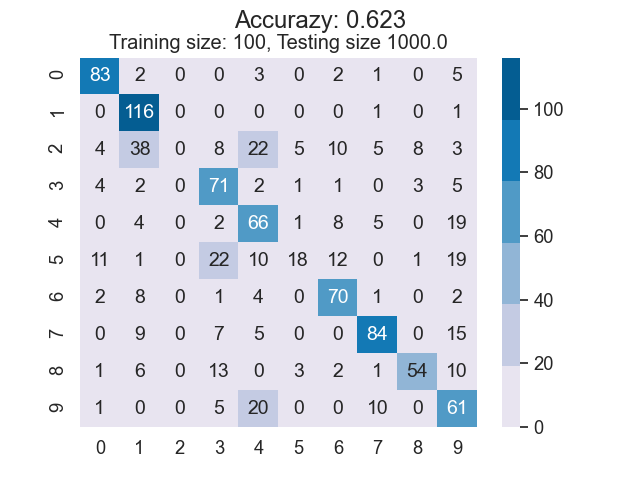 Accurazy: 0.623
Training size: 100, Testing size 1000.0
0 83 2 0 0 3 0 2 1 0 5
1 0 116 0 0 0 0 0 1 0 1
2 4 38 0 8 22 5 10 5 8 3
3 4 2 0 71 2 1 1 0 3 5
4 0 4 0 2 66 1 8 5 0 19
5 11 1 0 22 10 18 12 0 1 19
6 2 8 0 1 4 0 70 1 0 2
7 0 9 0 7 5 0 0 84 0 15
8 1 6 0 13 0 3 2 1 54 10
9 1 0 0 5 20 0 0 10 0 61
0 1 2 3 4 5 6 7 8 9
100
80
60
40
20
0